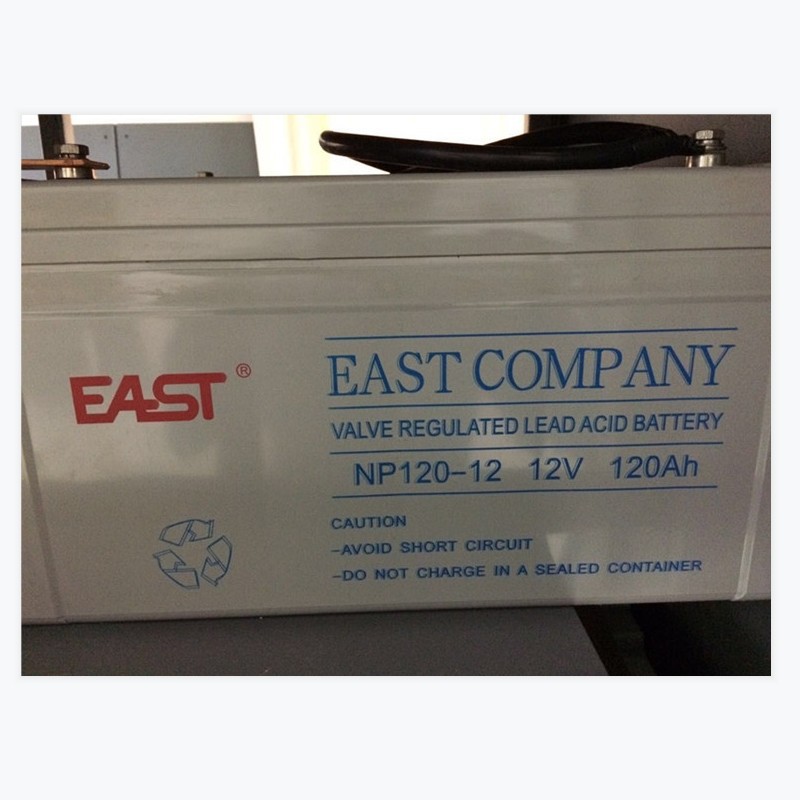 EAST®
EAST COMPANY
VALVE REGULATED LEAD ACID BATTERY
NP120-12 12V 120Ah
CAUTION
-AVOID SHORT CIRCUIT
-DO NOT CHARGE IN A SEALED CONTAINER